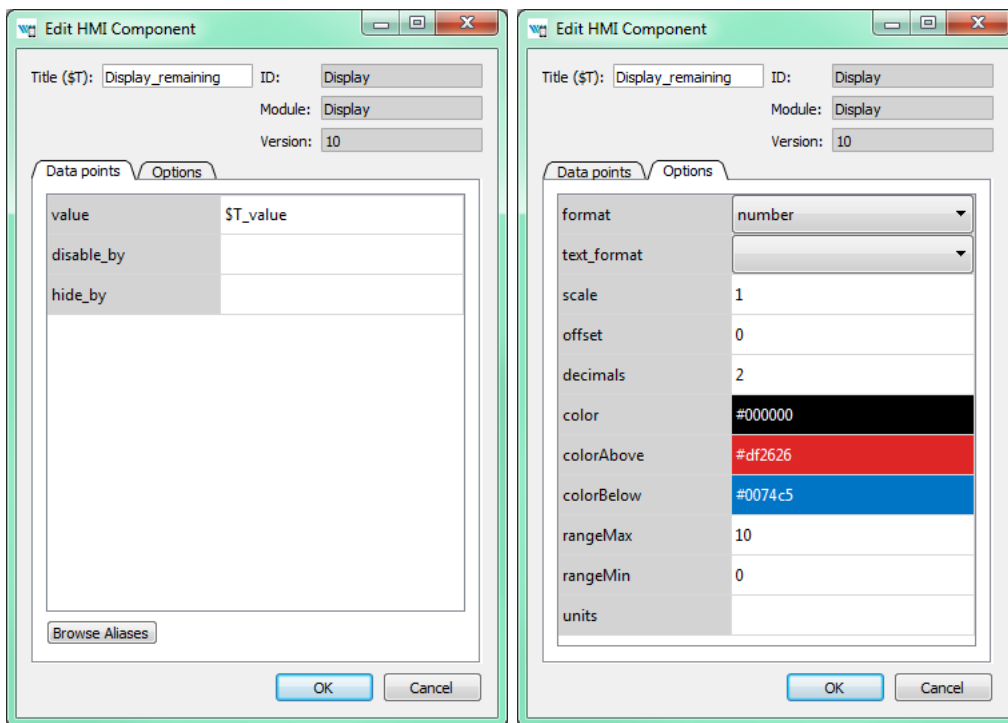 Edit HMI Component
Title ($T): Display_remaining ID: Display
Module: Display
Version: 10
Data points Options
value $T_value
disable_by
hide_by
Browse Aliases
OK Cancel
Edit HMI Component
Title ($T): Display_remaining ID: Display
Module: Display
Version: 10
Data points Options
format number
text_format
scale 1
offset 0
decimals 2
color #000000
colorAbove #df2626
colorBelow #0074c5
rangeMax 10
rangeMin 0
units
OK Cancel